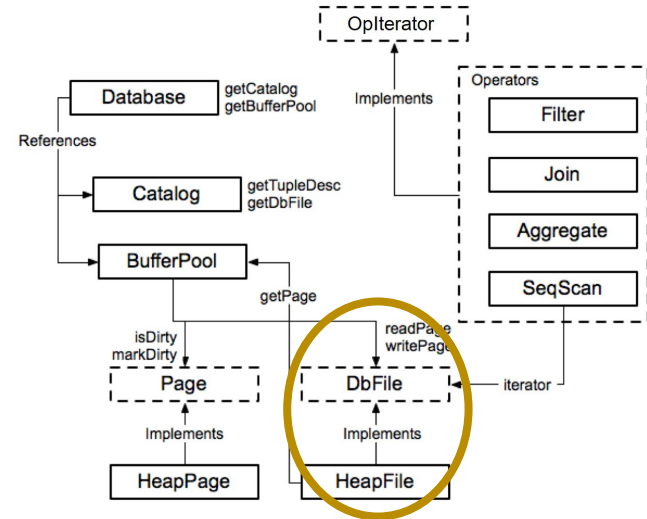 OpIterator
Database
getCatalog
getBufferPool
Implements
Operators
Filter
References
Join
Catalog
getTupleDesc
getDbFile
Aggregate
BufferPool
SeqScan
getPage
isDirty
markDirty
readPage
writePage
Page
DbFile
iterator
Implements
Implements
HeapPage
HeapFile